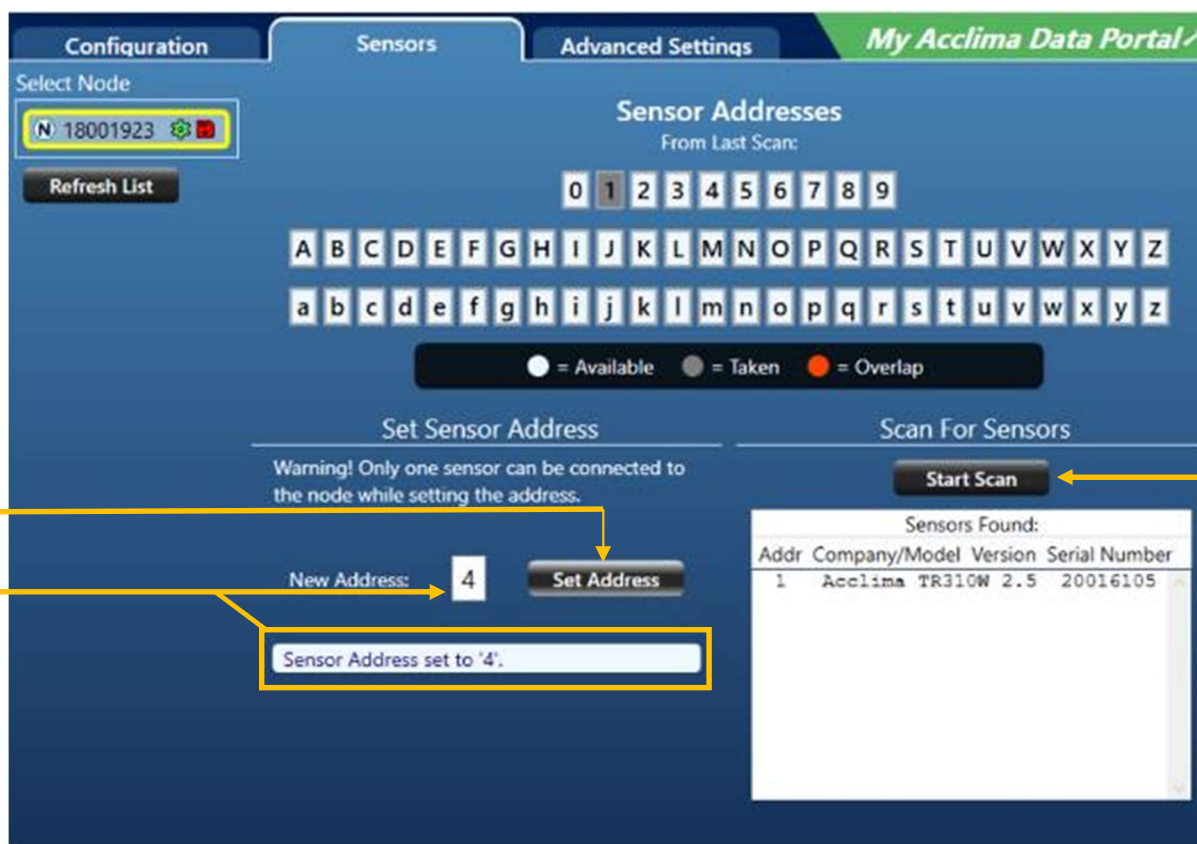 Configuration
Sensors
Advanced Settings
My Acclima Data Portal
Select Node
N 18001923
Refresh List
Sensor Addresses
From Last Scan:
0 1 2 3 4 5 6 7 8 9
A B C D E F G H I J K L M N O P Q R S T U V W X Y Z
a b c d e f g h i j k l m n o p q r s t u v w x y z
= Available = Taken = Overlap
Set Sensor Address
Warning! Only one sensor can be connected to
the node while setting the address.
New Address: 4 Set Address
Sensor Address set to '4'.
Scan For Sensors
Start Scan
Sensors Found:
Addr Company/Model Version Serial Number
1 Acclima TR310W 2.5 20016105